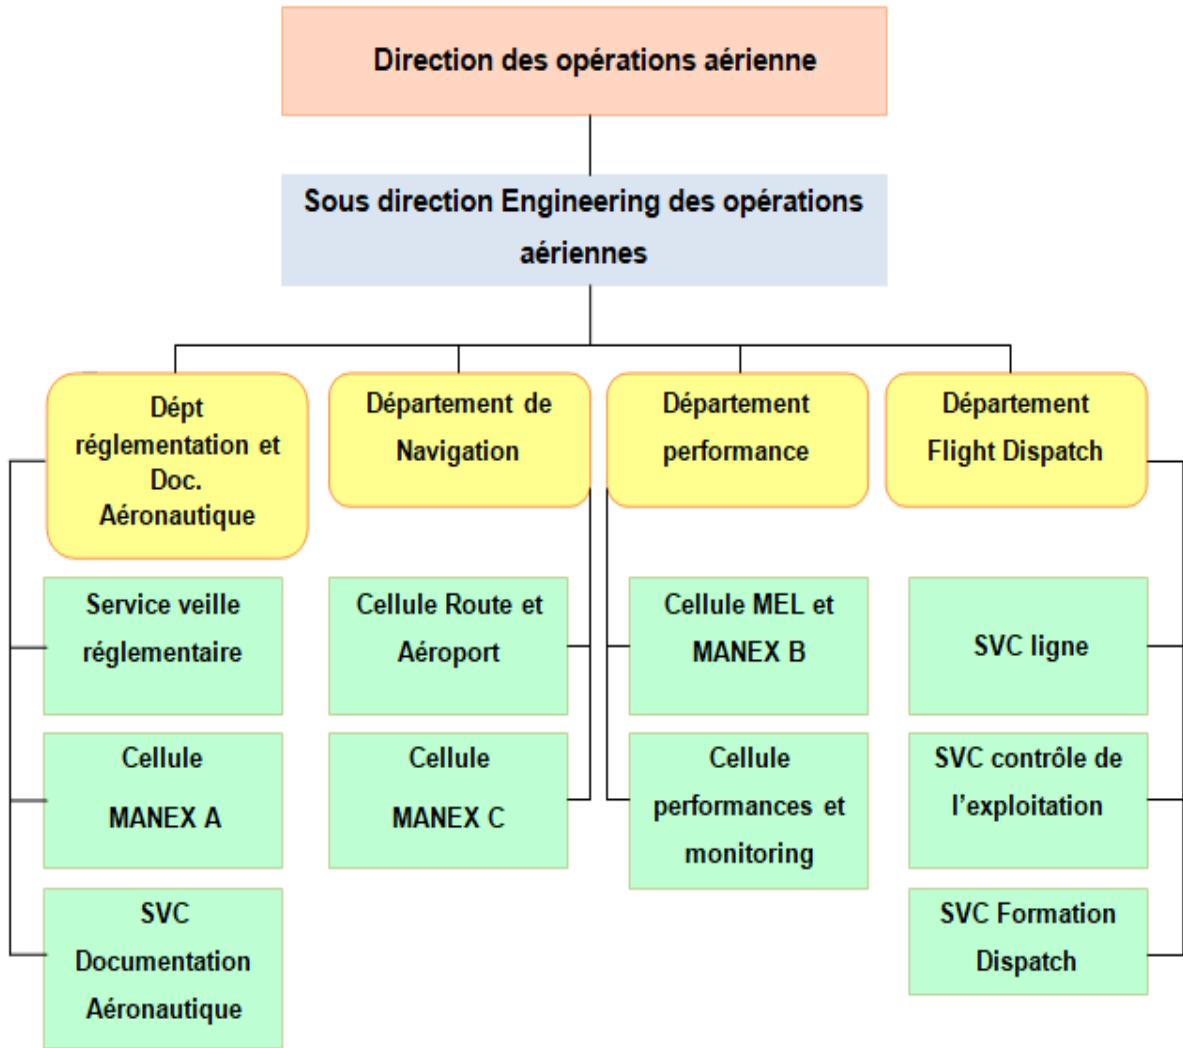 Direction des opérations aérienne
Sous direction Engineering des opérations
aériennes
Dépt
réglementation et
Doc.
Aéronautique
Département de
Navigation
Département
performance
Département
Flight Dispatch
Service veille
réglementaire
Cellule Route et
Aéroport
Cellule MEL et
MANEX B
SVC ligne
Cellule
MANEX A
Cellule
MANEX C
Cellule
performances et
monitoring
SVC contrôle de
l’exploitation
SVC
Documentation
Aéronautique
SVC Formation
Dispatch